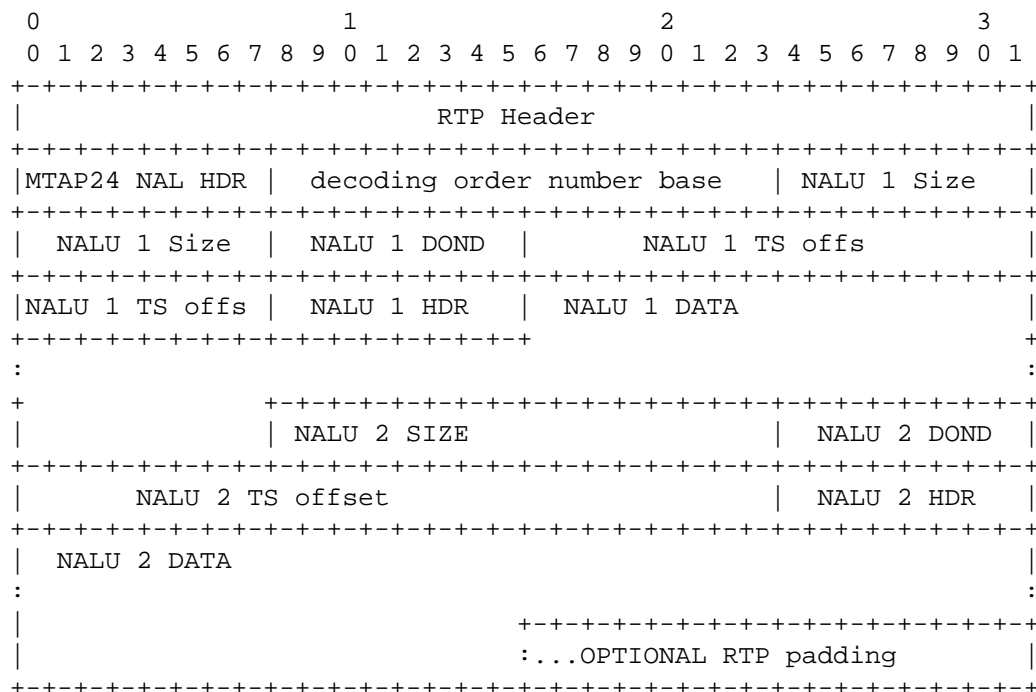 0                   1                   2                   3
 0 1 2 3 4 5 6 7 8 9 0 1 2 3 4 5 6 7 8 9 0 1 2 3 4 5 6 7 8 9 0 1
+-+-+-+-+-+-+-+-+-+-+-+-+-+-+-+-+-+-+-+-+-+-+-+-+-+-+-+-+-+-+-+-+
|                          RTP Header                           |
+-+-+-+-+-+-+-+-+-+-+-+-+-+-+-+-+-+-+-+-+-+-+-+-+-+-+-+-+-+-+-+-+
|MTAP24 NAL HDR |  decoding order number base   | NALU 1 Size   |
+-+-+-+-+-+-+-+-+-+-+-+-+-+-+-+-+-+-+-+-+-+-+-+-+-+-+-+-+-+-+-+-+
|  NALU 1 Size  |  NALU 1 DOND  |       NALU 1 TS offs          |
+-+-+-+-+-+-+-+-+-+-+-+-+-+-+-+-+-+-+-+-+-+-+-+-+-+-+-+-+-+-+-+-+
|NALU 1 TS offs |  NALU 1 HDR   |  NALU 1 DATA                  |
+-+-+-+-+-+-+-+-+-+-+-+-+-+-+-+-+                               +
:                                                               :
+               +-+-+-+-+-+-+-+-+-+-+-+-+-+-+-+-+-+-+-+-+-+-+-+-+
|               | NALU 2 SIZE                   |  NALU 2 DOND  |
+-+-+-+-+-+-+-+-+-+-+-+-+-+-+-+-+-+-+-+-+-+-+-+-+-+-+-+-+-+-+-+-+
|       NALU 2 TS offset                        |  NALU 2 HDR   |
+-+-+-+-+-+-+-+-+-+-+-+-+-+-+-+-+-+-+-+-+-+-+-+-+-+-+-+-+-+-+-+-+
|  NALU 2 DATA                                                  |
:                                                               :
|                               +-+-+-+-+-+-+-+-+-+-+-+-+-+-+-+-+
|                               :...OPTIONAL RTP padding        |
+-+-+-+-+-+-+-+-+-+-+-+-+-+-+-+-+-+-+-+-+-+-+-+-+-+-+-+-+-+-+-+-+